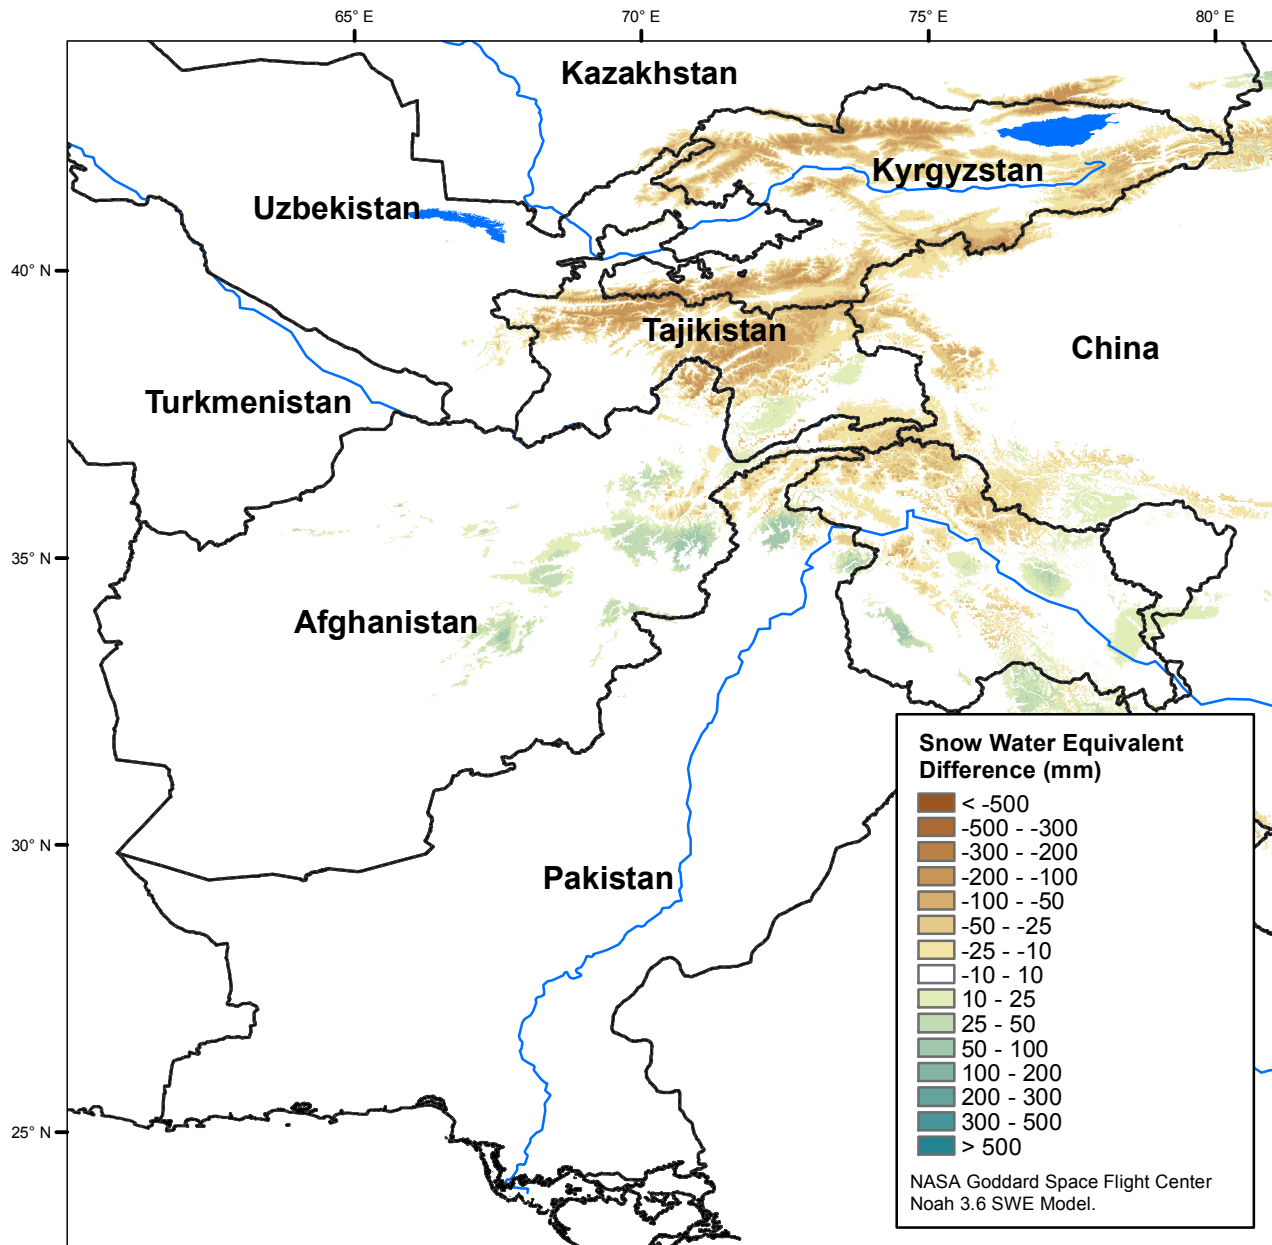 65° E
70° E
75° E
80° E
Kazakhstan
Kyrgyzstan
Uzbekistan
40° N
Tajikistan
China
Turkmenistan
35° N
Afghanistan
Snow Water Equivalent
Difference (mm)
< -500
-500 - -300
-300 - -200
-200 - -100
-100 - -50
-50 - -25
-25 - -10
-10 - 10
10 - 25
25 - 50
50 - 100
100 - 200
200 - 300
300 - 500
> 500
30° N
Pakistan
25° N
NASA Goddard Space Flight Center
Noah 3.6 SWE Model.